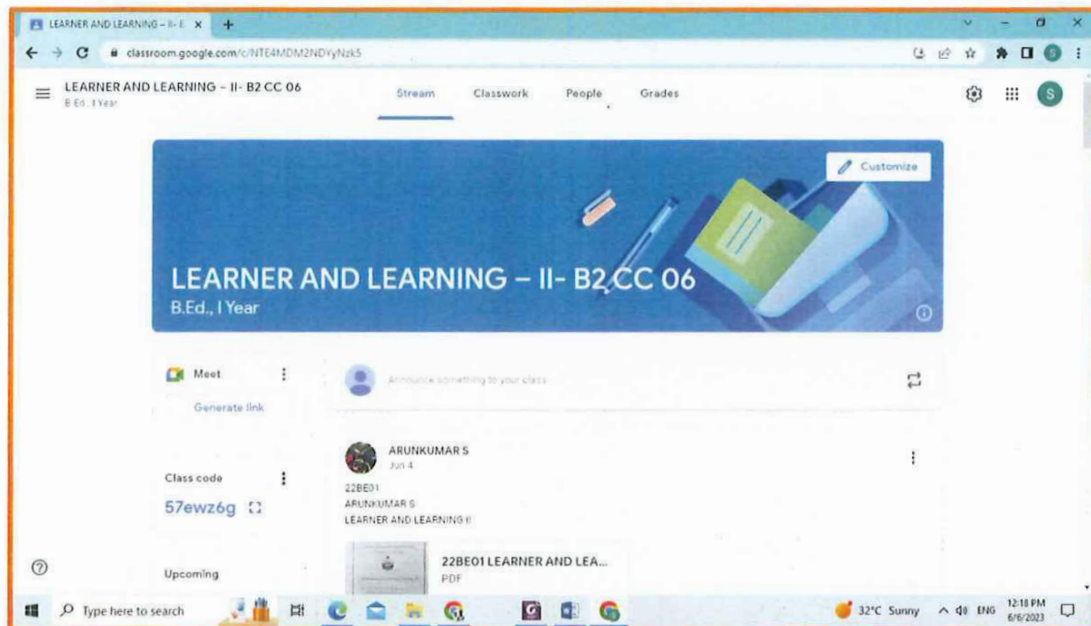 LEARNER AND LEARNING – II- E
classroom.google.com/c/NTE4MDM2NDYyNzk5
LEARNER AND LEARNING – II- B2 CC 06
B.Ed., I Year
Stream Classwork People Grades
S
Customize
LEARNER AND LEARNING – II- B2 CC 06
B.Ed., I Year
Meet
Generate link
Announce something to your class
ARUNKUMAR S
Jun 4
22BE01
ARUNKUMAR S
LEARNER AND LEARNING II
Class code
57ewz6g
22BE01 LEARNER AND LEA...
PDF
Upcoming
Type here to search
32°C Sunny ENG 12:18 PM
6/6/2023